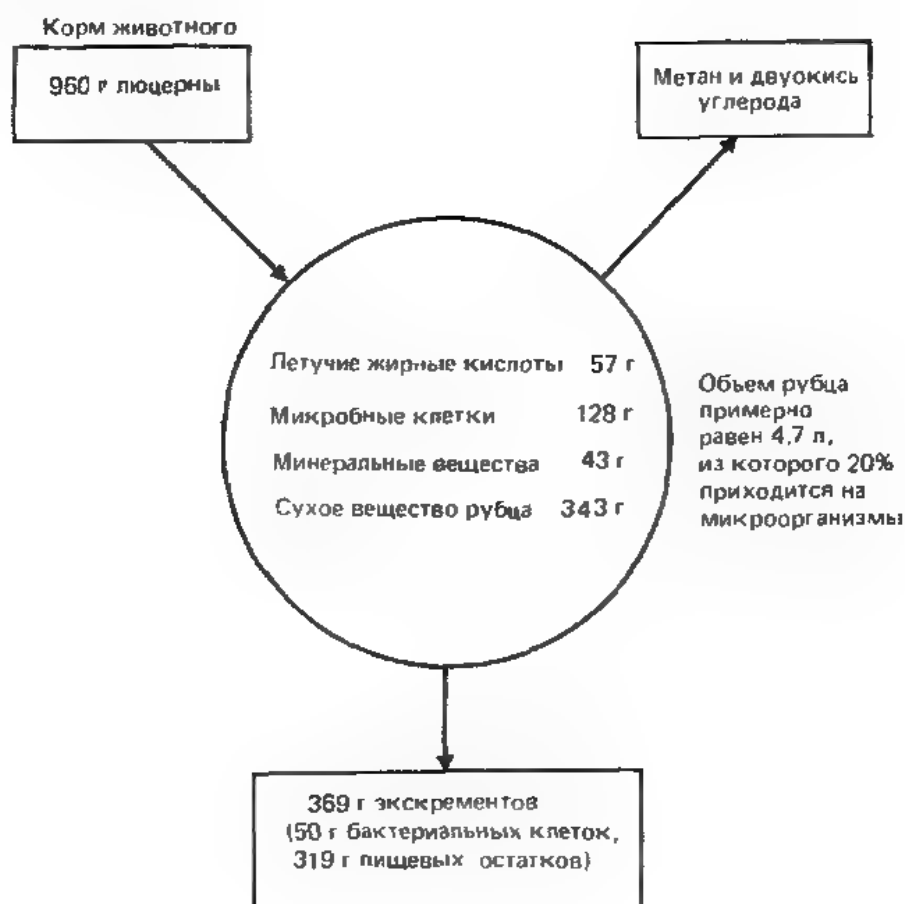 Корм животного
960 г люцерны
Метан и двуокись
углерода
Летучие жирные кислоты 57 г
Микробные клетки 128 г
Минеральные вещества 43 г
Сухое вещество рубца 343 г
Объем рубца
примерно
равен 4,7 л,
из которого 20%
приходится на
микроорганизмы
369 г экскрементов
(50 г бактериальных клеток,
319 г пищевых остатков)